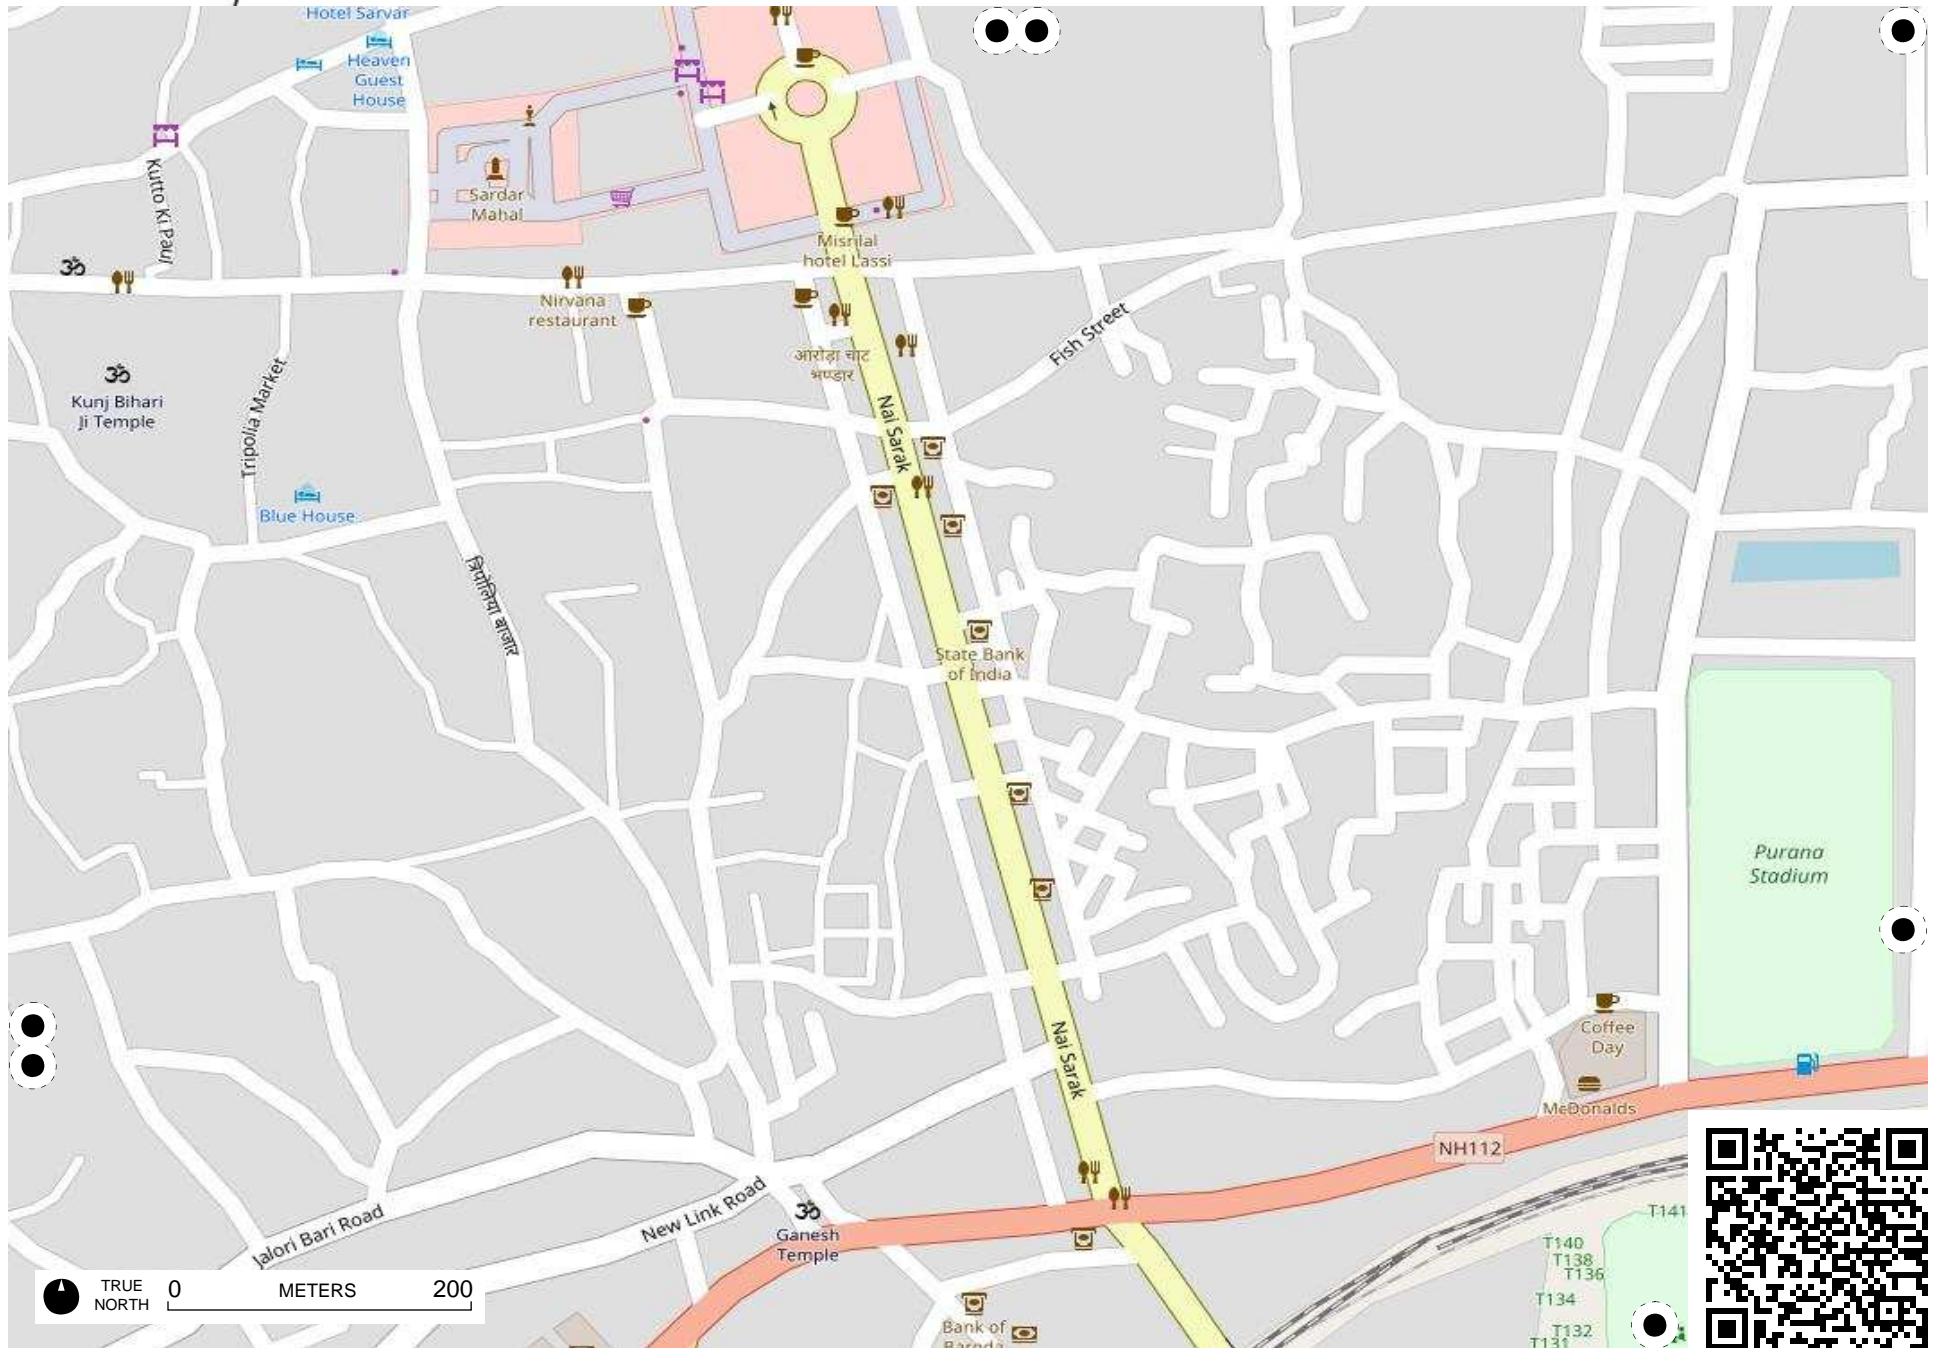 Hotel Sarvar
Heaven
Guest
House
Kutto Ki Pau
Sardar
Mahal
Misrilal
hotel Lassi
Nirvana
restaurant
आरोड़ा चाट
भण्डार
Fish Street
Kunj Bihari
Ji Temple
Tripolia Market
Nai Sarak
Blue House
त्रिपोलिया बाजार
State Bank
of India
Purana
Stadium
Coffee
Day
McDonalds
Nai Sarak
NH112
Jalori Bari Road
New Link Road
Ganesh
Temple
T141
T140
T138
T136
T134
T132
T131
TRUE
NORTH
0 METERS 200
Bank of
Baroda